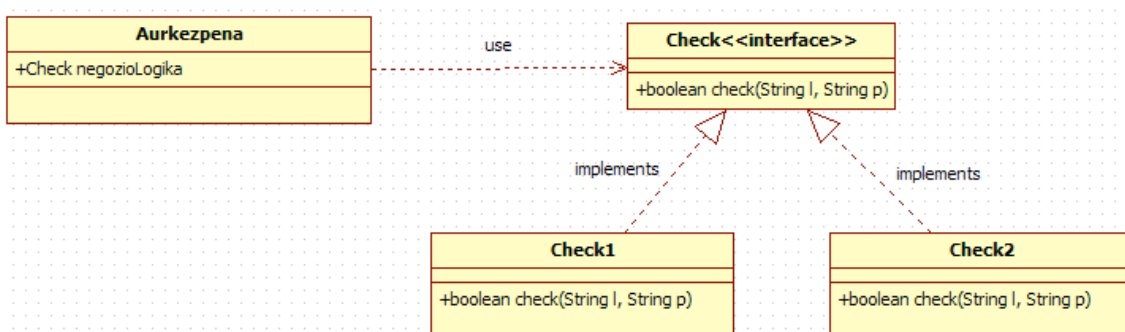 Aurkezpena
+Check negozioLogika
use
Check<<interface>>
+boolean check(String l, String p)
implements
implements
Check1
+boolean check(String l, String p)
Check2
+boolean check(String l, String p)